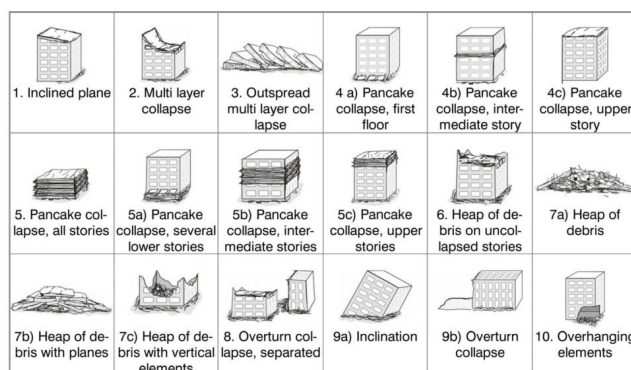 1. Inclined plane
2. Multi layer
collapse
3. Outspread
multi layer col-
lapse
4 a) Pancake
collapse, first
floor
4b) Pancake
collapse, inter-
mediate story
4c) Pancake
collapse, upper
story
5. Pancake col-
lapse, all stories
5a) Pancake
collapse, several
lower stories
5b) Pancake
collapse, inter-
mediate stories
5c) Pancake
collapse, upper
stories
6. Heap of de-
bris on uncol-
lapsed stories
7a) Heap of
debris
7b) Heap of de-
bris with planes
7c) Heap of de-
bris with vertical
elements
8. Overturn col-
lapse, separated
9a) Inclination
9b) Overturn
collapse
10. Overhanging
elements